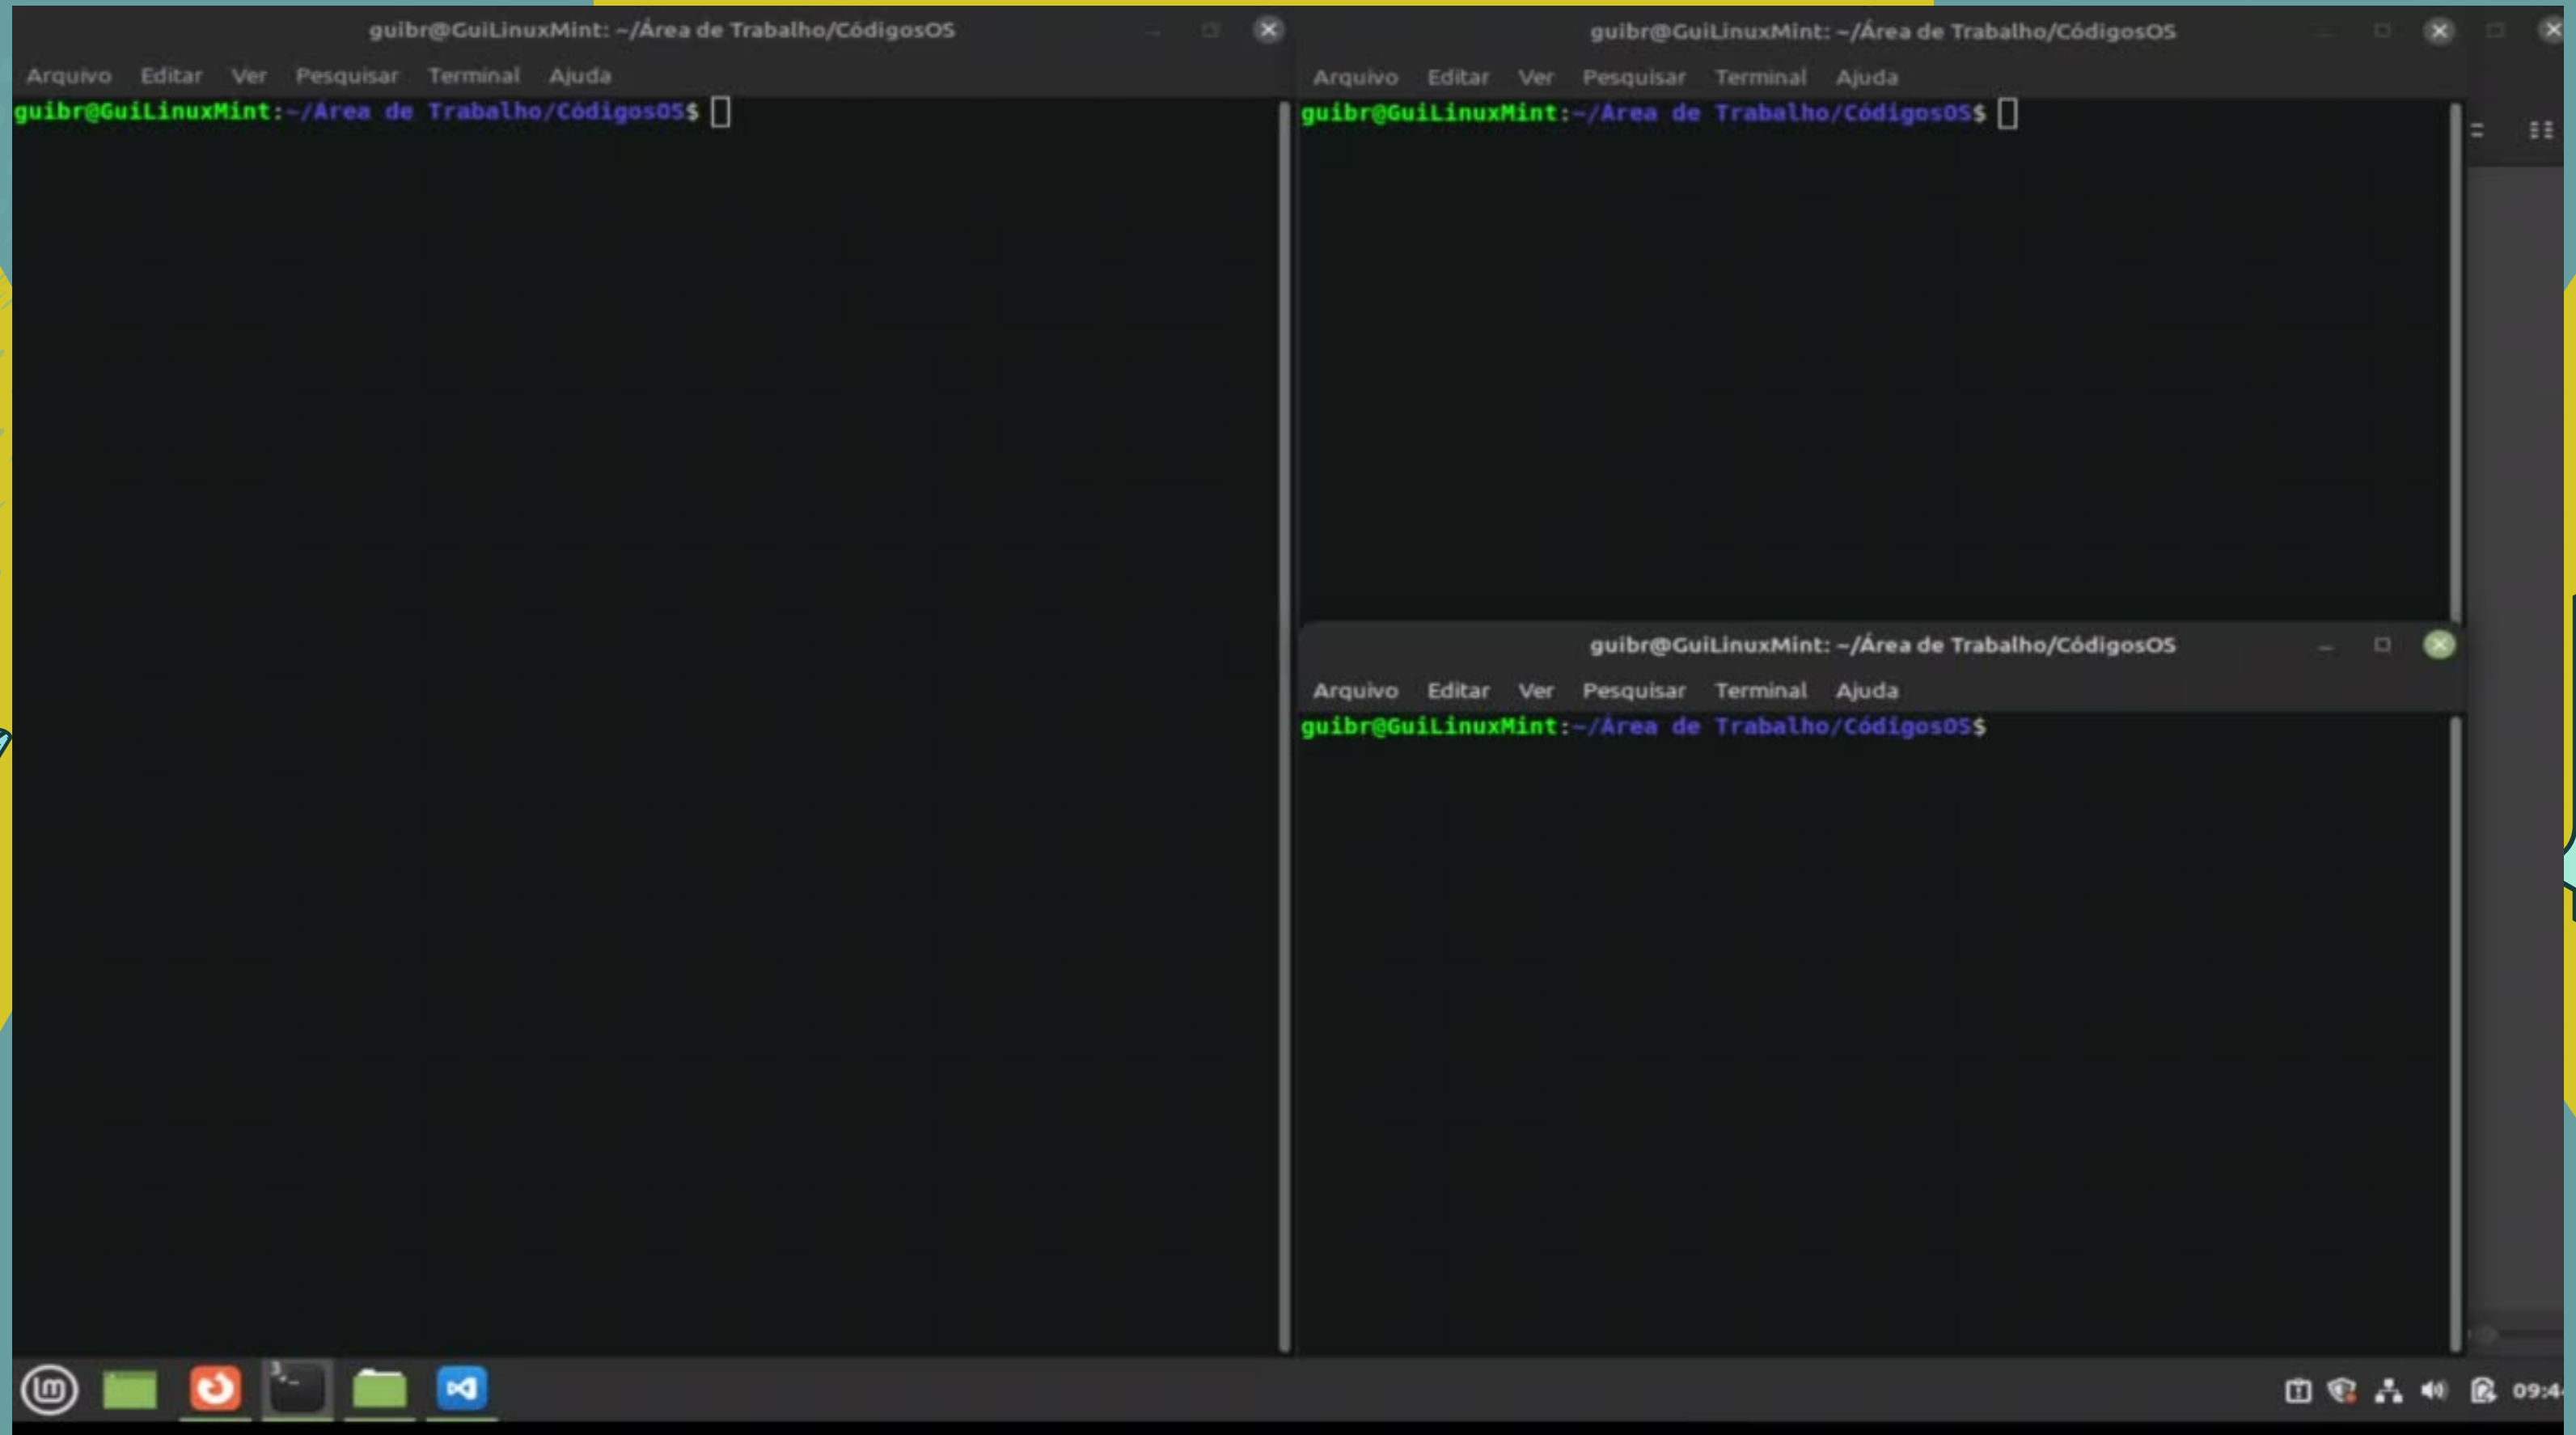 guibr@GuiLinuxMint: ~/Área de Trabalho/CódigosOS
Arquivo Editar Ver Pesquisar Terminal Ajuda
guibr@GuiLinuxMint:~/Área de Trabalho/CódigosOS$
guibr@GuiLinuxMint: ~/Área de Trabalho/CódigosOS
Arquivo Editar Ver Pesquisar Terminal Ajuda
guibr@GuiLinuxMint:~/Área de Trabalho/CódigosOS$
guibr@GuiLinuxMint: ~/Área de Trabalho/CódigosOS
Arquivo Editar Ver Pesquisar Terminal Ajuda
guibr@GuiLinuxMint:~/Área de Trabalho/CódigosOS$
3